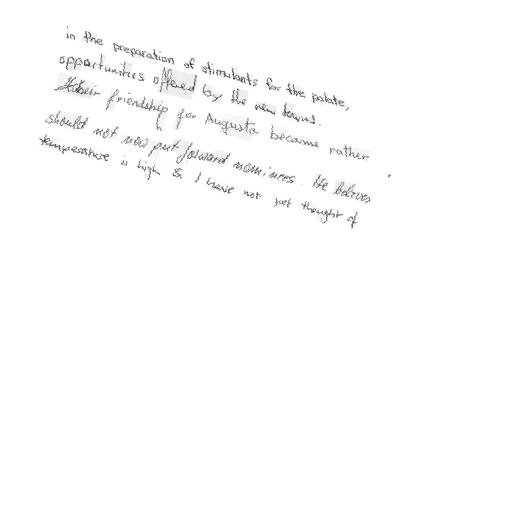 in the preparation of stimulants for the palate,
opportunities offered by the new towns.
Their friendship for Augusta became rather
should not now put forward nominees. He believes
temperature is high & I have not yet thought of